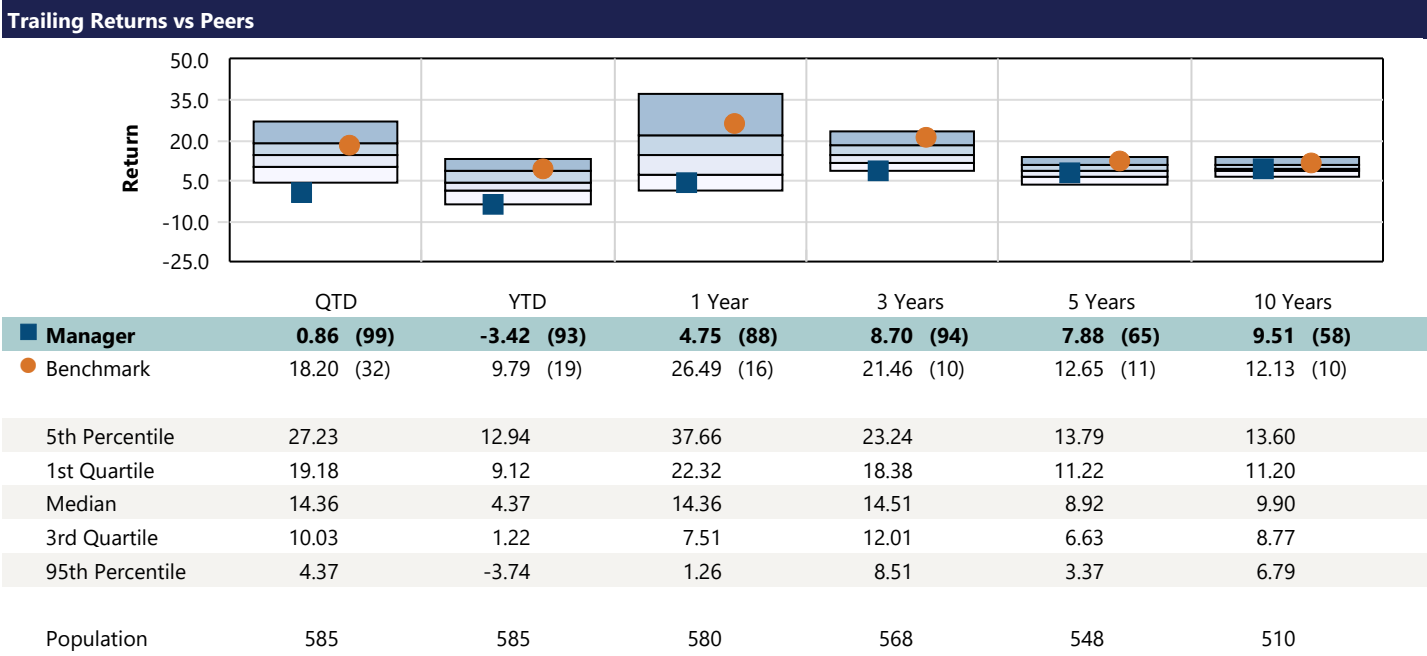 Trailing Returns vs Peers
50.0
35.0
20.0
5.0
-10.0
-25.0
Return
QTD YTD 1 Year 3 Years 5 Years 10 Years
Manager 0.86 (99) -3.42 (93) 4.75 (88) 8.70 (94) 7.88 (65) 9.51 (58)
Benchmark 18.20 (32) 9.79 (19) 26.49 (16) 21.46 (10) 12.65 (11) 12.13 (10)
5th Percentile 27.23 12.94 37.66 23.24 13.79 13.60
1st Quartile 19.18 9.12 22.32 18.38 11.22 11.20
Median 14.36 4.37 14.36 14.51 8.92 9.90
3rd Quartile 10.03 1.22 7.51 12.01 6.63 8.77
95th Percentile 4.37 -3.74 1.26 8.51 3.37 6.79
Population 585 585 580 568 548 510